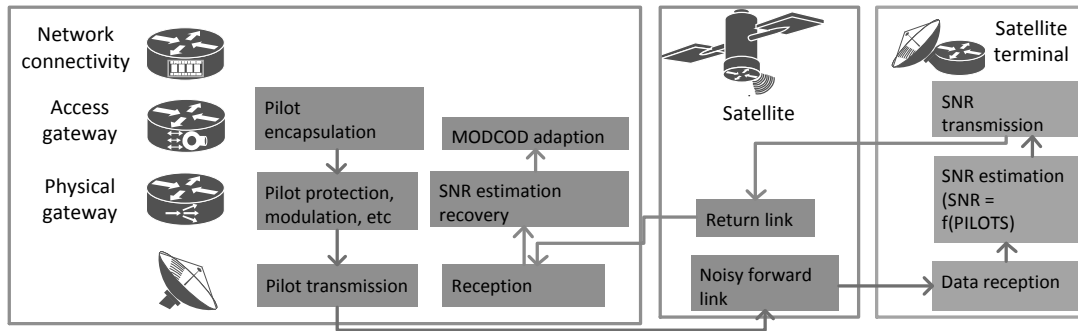 Network
connectivity
Access
gateway
Physical
gateway
Pilot
encapsulation
Pilot protection,
modulation, etc
Pilot transmission
MODCOD adaption
SNR estimation
recovery
Reception
Satellite
Return link
Noisy forward
link
Satellite
terminal
SNR
transmission
SNR estimation
(SNR =
f(PILOTS)
Data reception